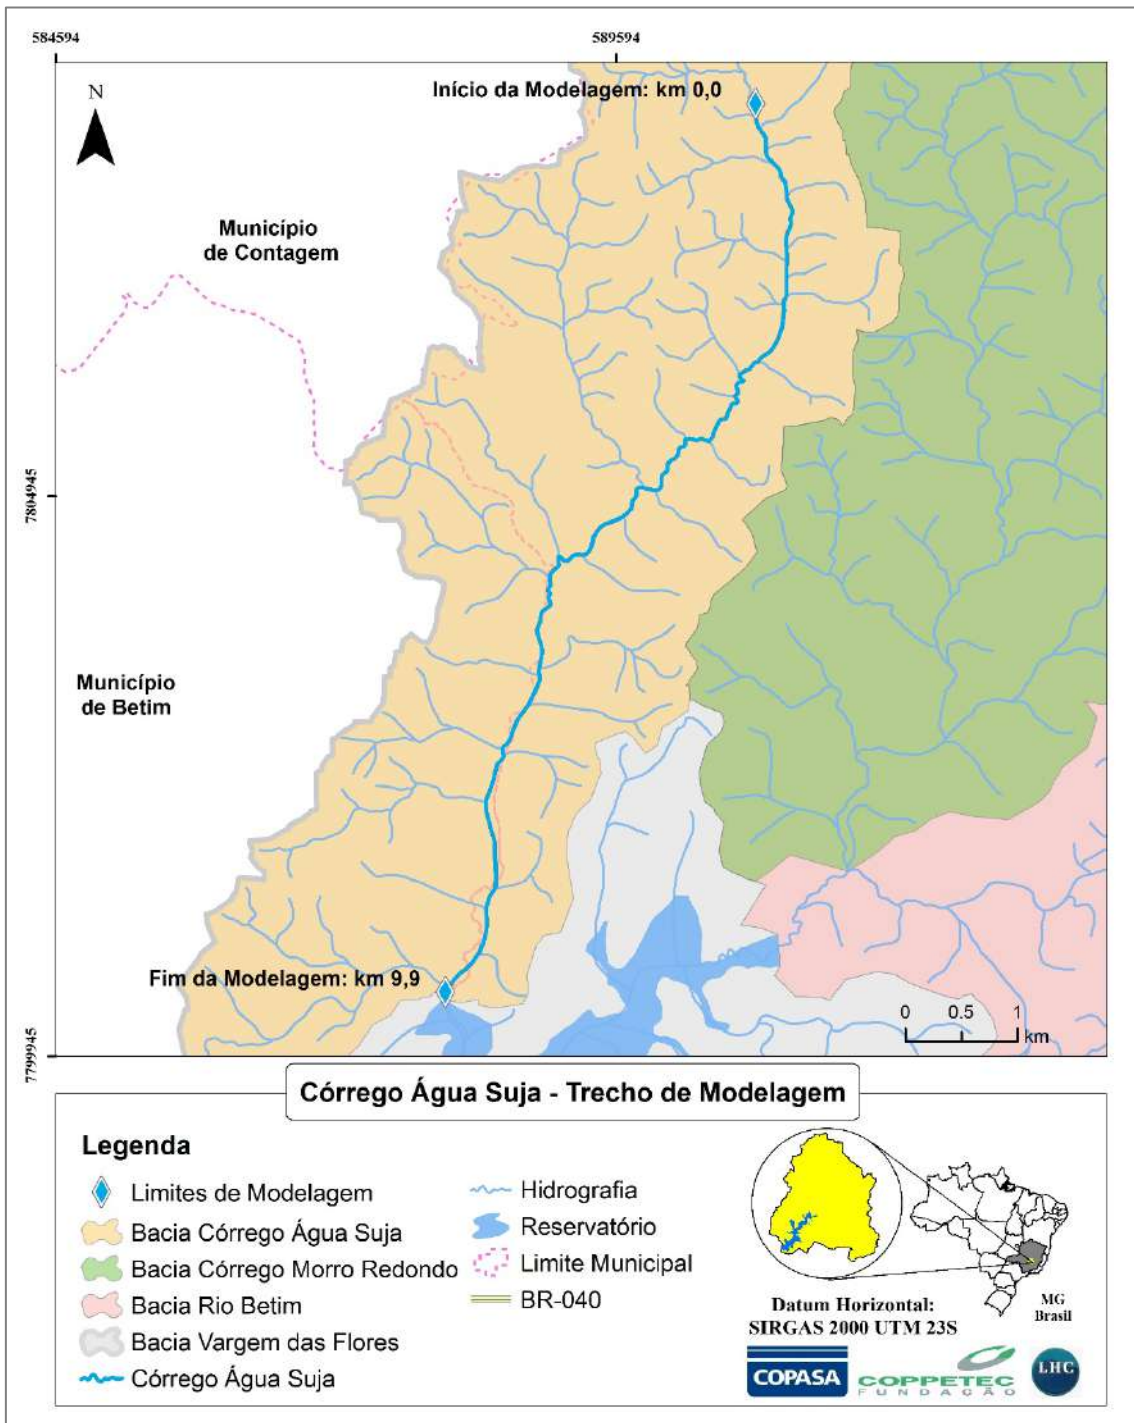 584594
589594
N
Início da Modelagem: km 0,0
Município
de Contagem
7804945
Município
de Betim
Fim da Modelagem: km 9,9
0 0.5 1
km
7799945
Córrego Água Suja - Trecho de Modelagem
Legenda
Limites de Modelagem
Bacia Córrego Água Suja
Bacia Córrego Morro Redondo
Bacia Rio Betim
Bacia Vargem das Flores
Córrego Água Suja
Hidrografia
Reservatório
Limite Municipal
BR-040
MG
Brasil
Datum Horizontal:
SIRGAS 2000 UTM 23S
COPASA
COPPETEC
FUNDAÇÃO
LHC